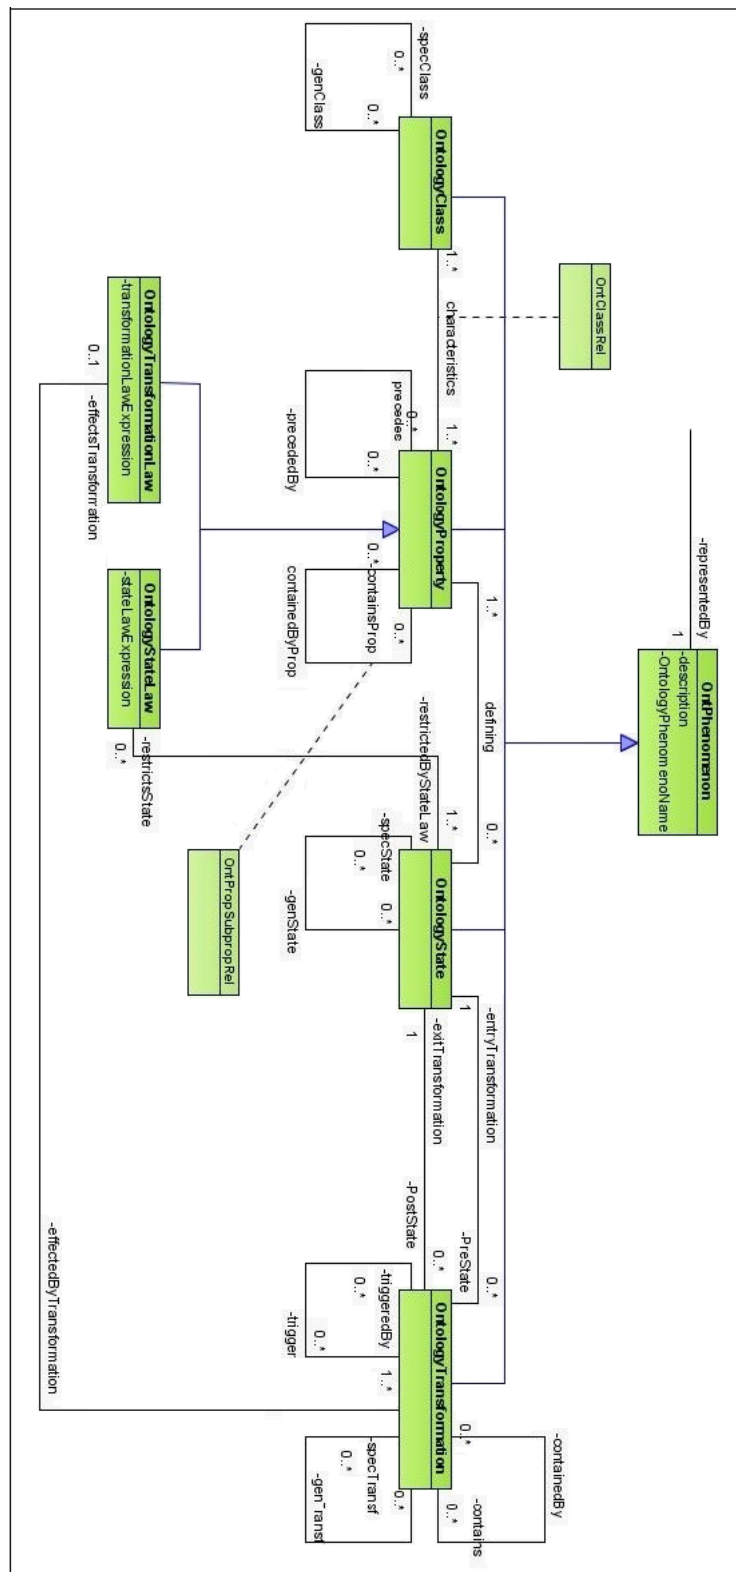 -representedBy
1
OntPhenomenon
-description
-OntologyPhenomenoName
OntClassRel
-containedBy
-contains
0..*
0..*
-specClass
0..*
-genClass
0..*
OntologyClass
1..*
characteristics
1..*
precedes
0..*
-precededBy
0..*
OntologyProperty
1..*
defining
0..*
0..*
-containsProp
0..*
containedByProp
-restrictedByStateLaw
1..*
OntologyState
-specState
0..*
0..*
-genState
1
-entryTransformation
-PreState
0..*
1
-exitTransformation
-PostState
0..*
OntologyTransformation
-triggeredBy
0..*
0..*
-trigger
1..*
0..*
-specTransf
0..*
-genTransf
OntPropSubpropRel
OntologyTransformationLaw
-transformationLawExpression
OntologyStateLaw
-stateLawExpression
-restrictsState
0..*
0..1
-effectsTransformation
-effectedByTransformation